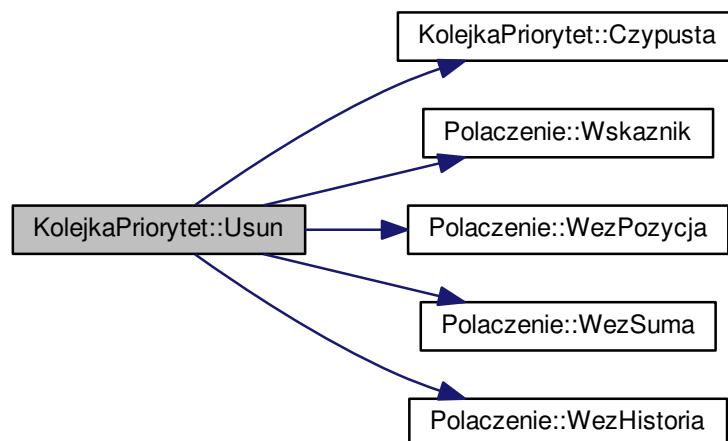 KolejkaPriorytet::Czypusta
Polaczenie::Wskaznik
KolejkaPriorytet::Usun
Polaczenie::WezPozycja
Polaczenie::WezSuma
Polaczenie::WezHistoria